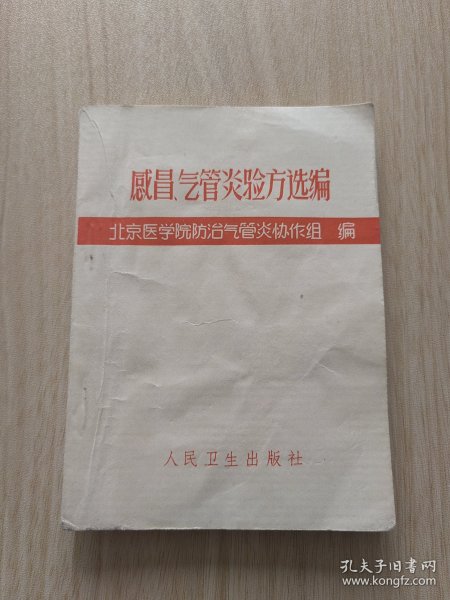 感冒、气管炎验方选编
北京医学院防治气管炎协作组 编
人民卫生出版社
孔夫子旧书网
www.kongfz.com